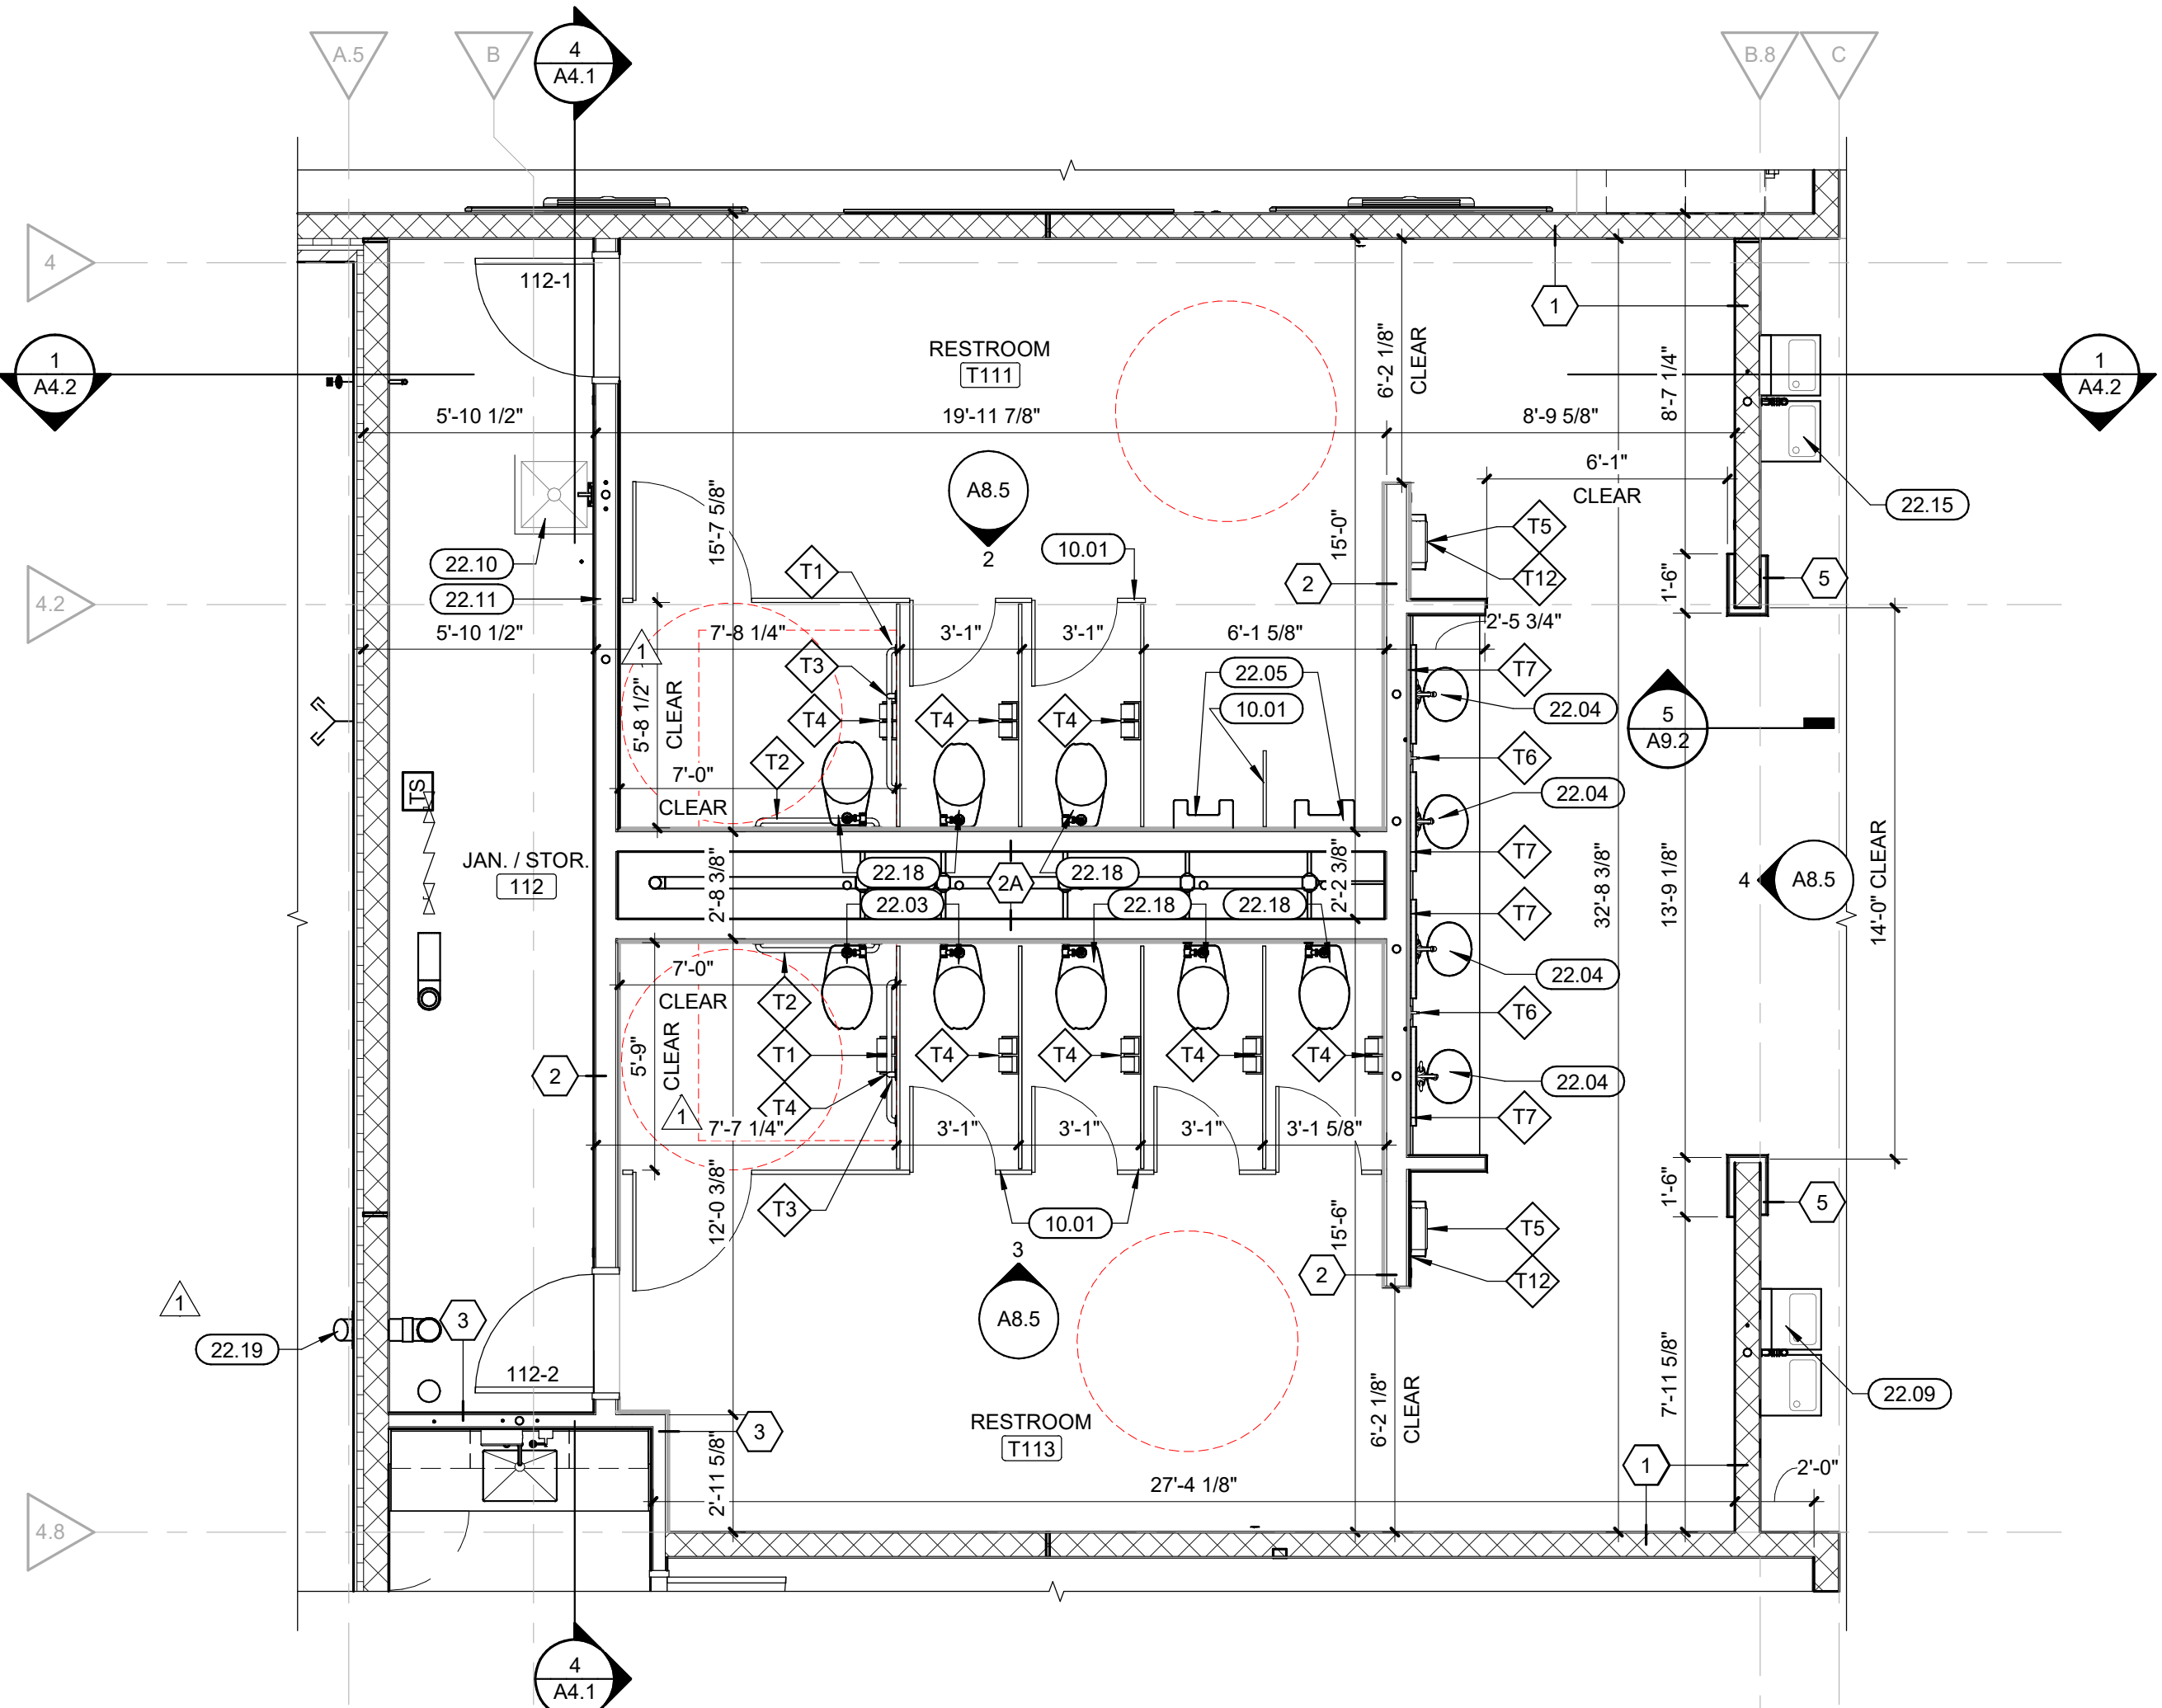 A.5
B
4
A4.1
B.8
C
4
112-1
1
RESTROOM
T111
6'-2 1/8"
CLEAR
8'-7 1/4"
1
A4.2
1
A4.2
5'-10 1/2"
19'-11 7/8"
8'-9 5/8"
6'-1"
CLEAR
A8.5
2
15'-7 5/8"
15'-0"
22.15
T5
10.01
22.10
T1
2
T12
5
22.11
1'-6"
4.2
2'-5 3/4"
5'-10 1/2"
7'-8 1/4"
3'-1"
3'-1"
6'-1 5/8"
1
T3
22.05
T7
5'-8 1/2"
CLEAR
T4
T4
T4
10.01
22.04
5
A9.2
T2
T6
7'-0"
CLEAR
22.04
TS
JAN. / STOR.
112
22.18
2A
22.18
T7
2'-8 3/8"
2'-2 3/8"
14'-0" CLEAR
4
A8.5
22.03
22.18
22.18
T7
32'-8 3/8"
13'-9 1/8"
7'-0"
CLEAR
T2
22.04
T6
5'-9"
CLEAR
T1
T4
T4
T4
T4
2
22.04
1
T4
T7
7'-7 1/4"
3'-1"
3'-1"
3'-1"
3'-1 5/8"
1'-6"
5
12'-0 3/8"
T3
10.01
15'-6"
T5
3
A8.5
2
T12
1
22.19
3
112-2
22.09
RESTROOM
T113
6'-2 1/8"
CLEAR
7'-11 5/8"
3
1
2'-11 5/8"
27'-4 1/8"
2'-0"
4.8
4
A4.1